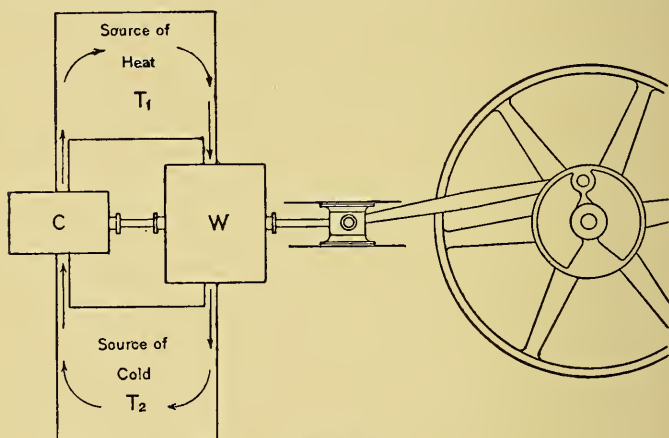 Source of
Heat
T₁
C
W
Source of
Cold
T₂